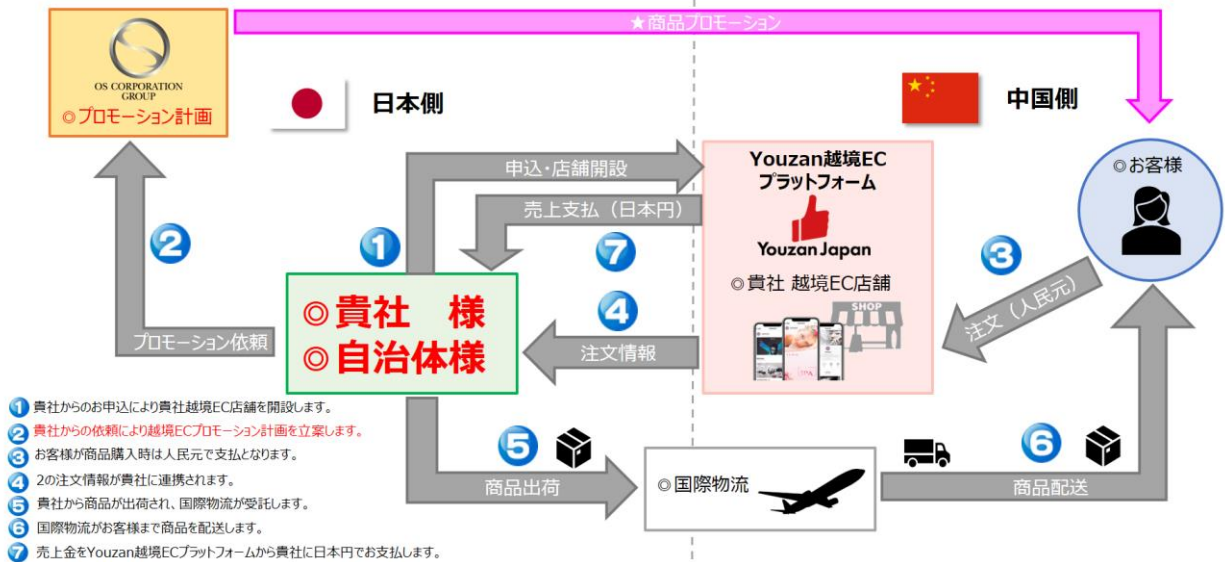 ★商品プロモーション
OS CORPORATION
GROUP
◎プロモーション計画
日本側
中国側
申込・店舗開設
売上支払（日本円）
Youzan越境EC
プラットフォーム
Youzan Japan
◎貴社 越境EC店舗
SHOP
◎お客様
2
1
7
3
4
注文（人民元）
◎貴社 様
◎自治体様
プロモーション依頼
注文情報
5
商品出荷
◎国際物流
6
商品配送
1 貴社からのお申込により貴社越境EC店舗を開設します。
2 貴社からの依頼により越境ECプロモーション計画を立案します。
3 お客様が商品購入時は人民元で支払となります。
4 2の注文情報が貴社に連携されます。
5 貴社から商品が出荷され、国際物流が受託します。
6 国際物流がお客様まで商品を配送します。
7 売上金をYouzan越境ECプラットフォームから貴社に日本円でお支払します。